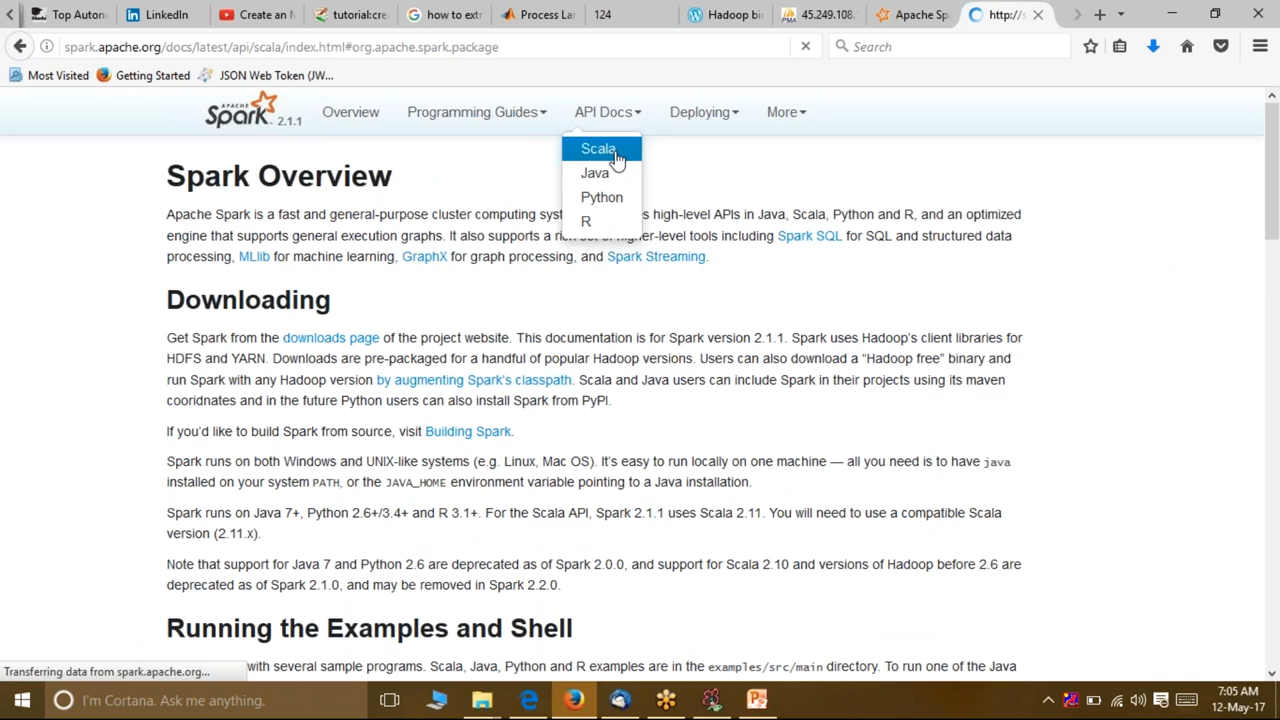 Top Auton
LinkedIn
Create an M
tutorial:cre
how to extr
Process Lar
124
Hadoop bi
45.249.108.
Apache Spa
http://s
spark.apache.org/docs/latest/api/scala/index.html#org.apache.spark.package
Search
Most Visited
Getting Started
JSON Web Token (JW...
APACHE Spark 2.1.1
Overview
Programming Guides
API Docs
Deploying
More
Scala
Java
Python
R
Spark Overview
Apache Spark is a fast and general-purpose cluster computing syst es high-level APIs in Java, Scala, Python and R, and an optimized
engine that supports general execution graphs. It also supports a rich set of higher-level tools including Spark SQL for SQL and structured data
processing, MLlib for machine learning, GraphX for graph processing, and Spark Streaming.
Downloading
Get Spark from the downloads page of the project website. This documentation is for Spark version 2.1.1. Spark uses Hadoop's client libraries for
HDFS and YARN. Downloads are pre-packaged for a handful of popular Hadoop versions. Users can also download a “Hadoop free” binary and
run Spark with any Hadoop version by augmenting Spark's classpath. Scala and Java users can include Spark in their projects using its maven
cooridnates and in the future Python users can also install Spark from PyPI.
If you'd like to build Spark from source, visit Building Spark.
Spark runs on both Windows and UNIX-like systems (e.g. Linux, Mac OS). It's easy to run locally on one machine — all you need is to have java
installed on your system PATH, or the JAVA_HOME environment variable pointing to a Java installation.
Spark runs on Java 7+, Python 2.6+/3.4+ and R 3.1+. For the Scala API, Spark 2.1.1 uses Scala 2.11. You will need to use a compatible Scala
version (2.11.x).
Note that support for Java 7 and Python 2.6 are deprecated as of Spark 2.0.0, and support for Scala 2.10 and versions of Hadoop before 2.6 are
deprecated as of Spark 2.1.0, and may be removed in Spark 2.2.0.
Running the Examples and Shell
with several sample programs. Scala, Java, Python and R examples are in the examples/src/main directory. To run one of the Java
Transferring data from spark.apache.org...
I'm Cortana. Ask me anything.
7:05 AM
12-May-17